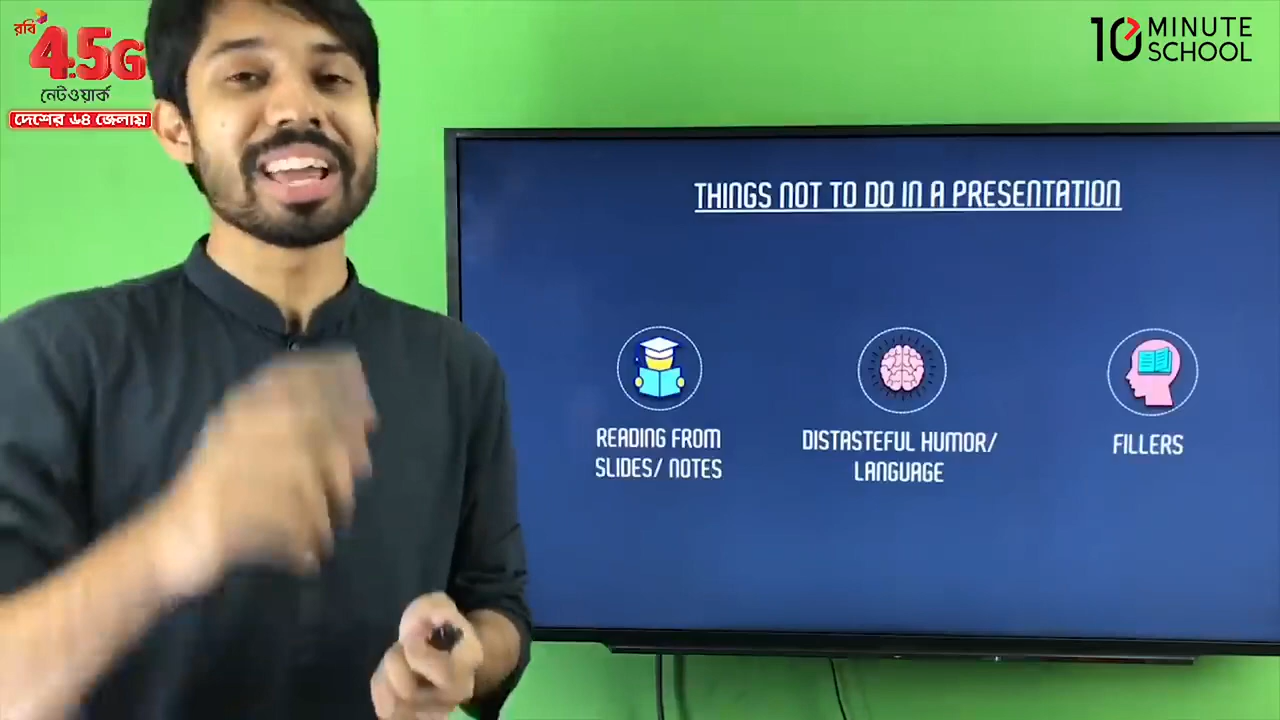 রবি
4.5G
নেটওয়ার্ক
দেশের ৬৪ জেলায়
10 MINUTE
SCHOOL
THINGS NOT TO DO IN A PRESENTATION
READING FROM
SLIDES/ NOTES
DISTASTEFUL HUMOR/
LANGUAGE
FILLERS